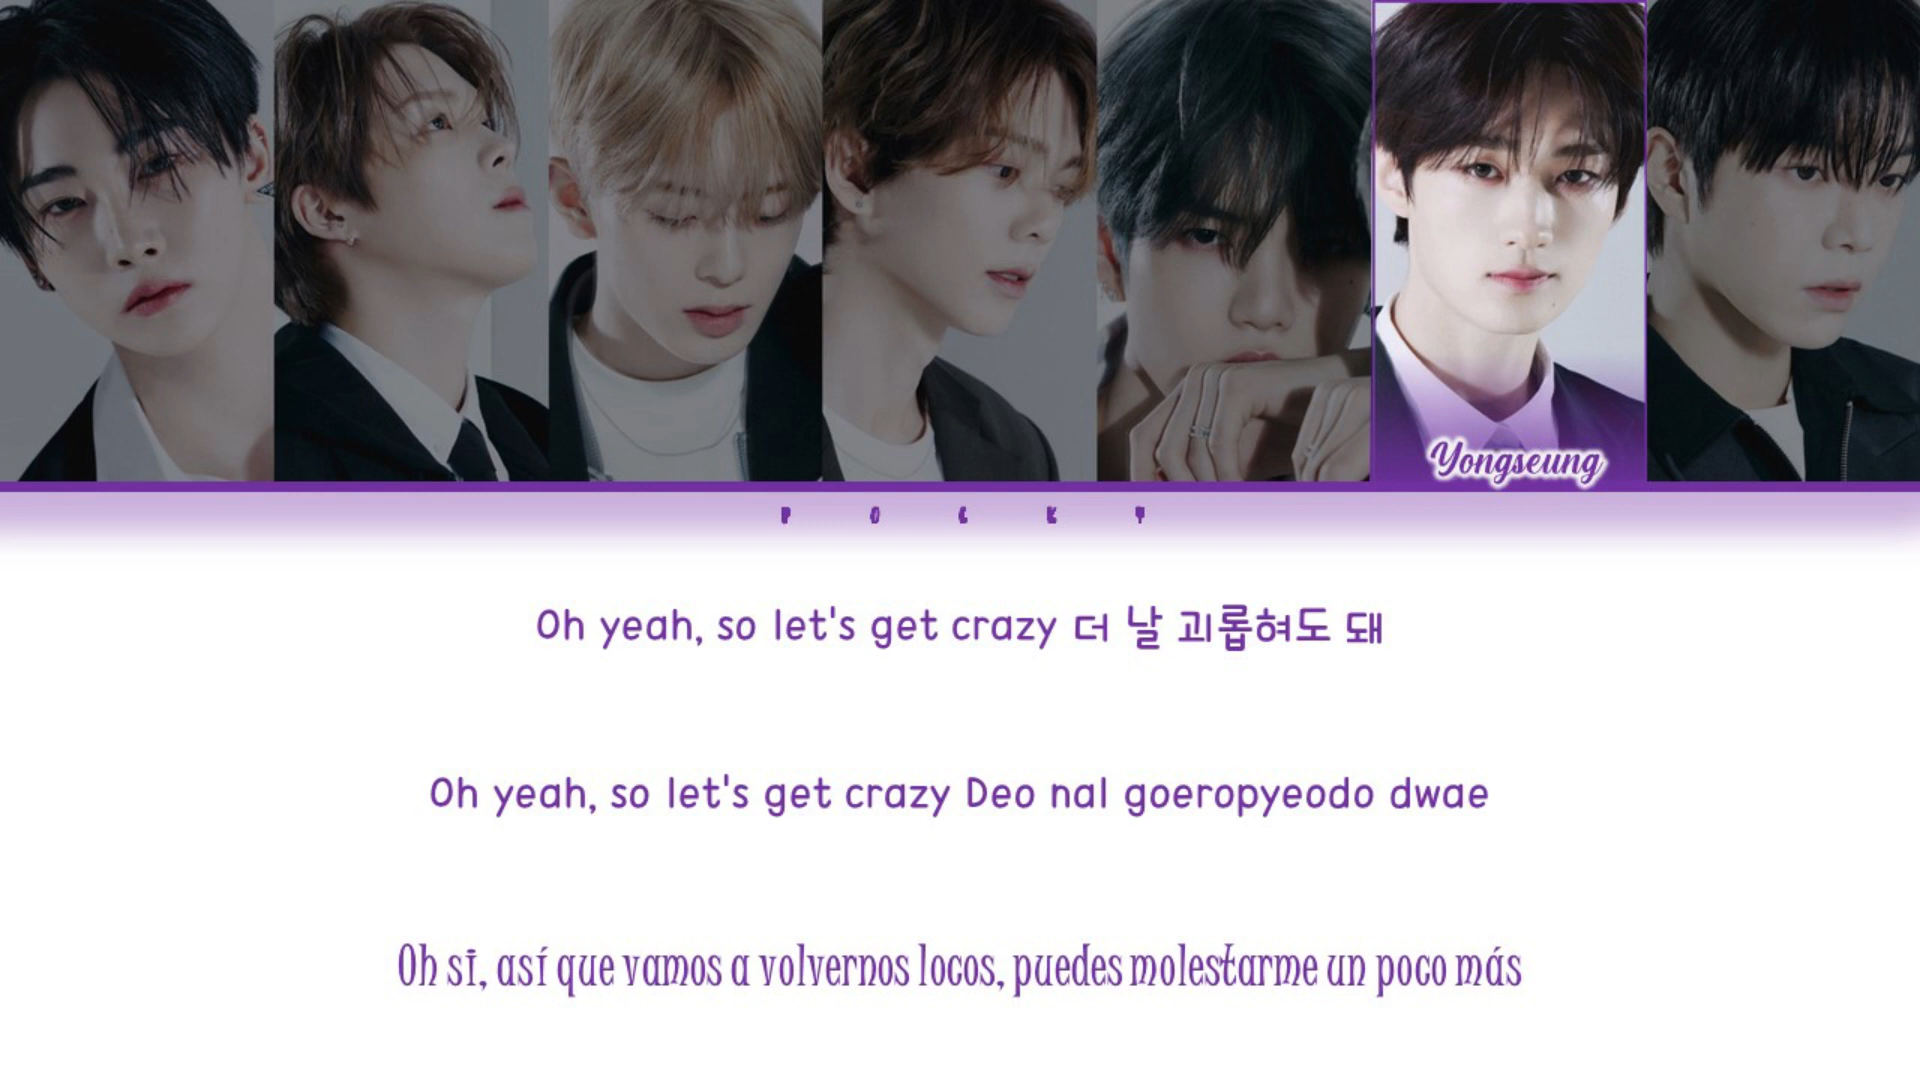 Yongseung
P O C K Y
Oh yeah, so let's get crazy 더 날 괴롭혀도 돼
Oh yeah, so let's get crazy Deo nal goeropyeodo dwae
Oh si, así que vamos a volvernos locos, puedes molestarme un poco más